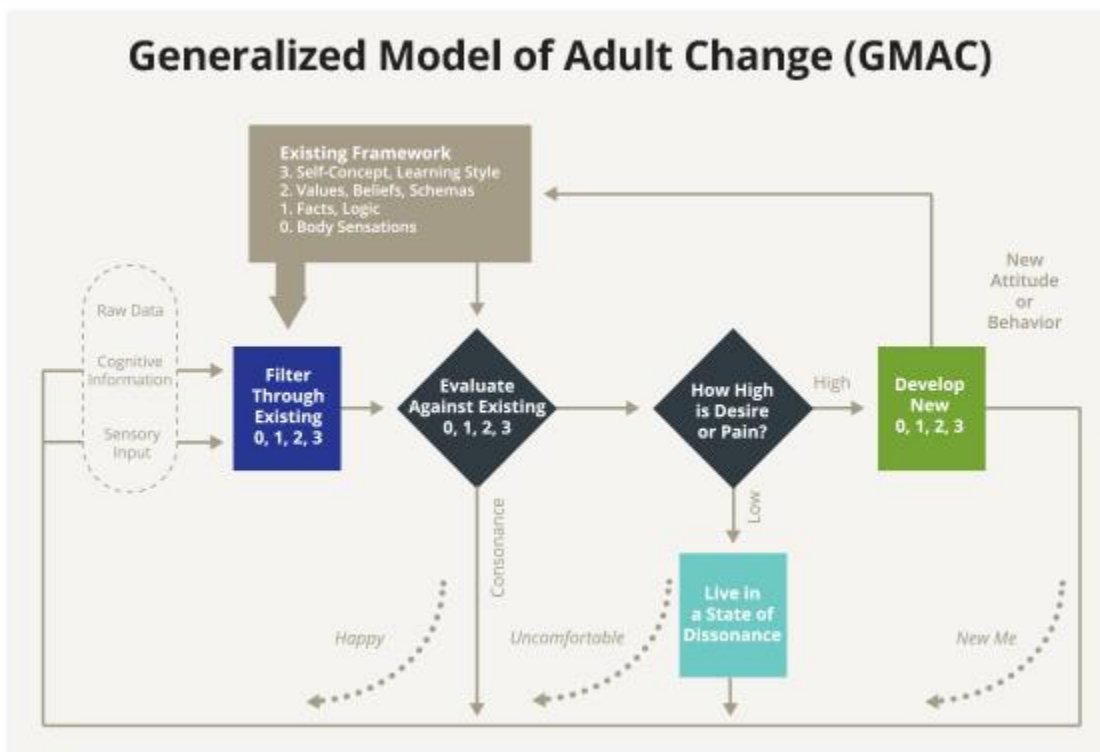 Generalized Model of Adult Change (GMAC)
Existing Framework
3. Self-Concept, Learning Style
2. Values, Beliefs, Schemas
1. Facts, Logic
0. Body Sensations
Raw Data
Cognitive
Information
Sensory
Input
Filter
Through
Existing
0, 1, 2, 3
Evaluate
Against Existing
0, 1, 2, 3
Consonance
How High
is Desire
or Pain?
High
Low
Develop
New
0, 1, 2, 3
New
Attitude
or
Behavior
Live in
a State of
Dissonance
Happy
Uncomfortable
New Me